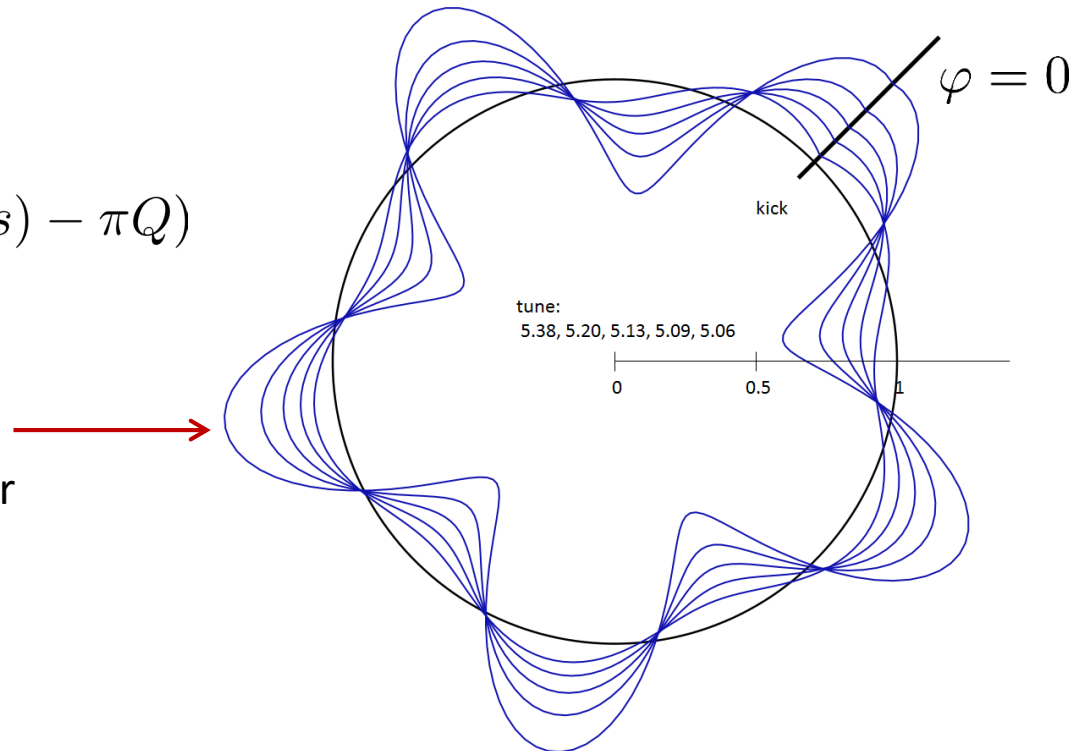 φ = 0
s) − πQ)
kick
tune:
5.38, 5.20, 5.13, 5.09, 5.06
0 0.5 1
r